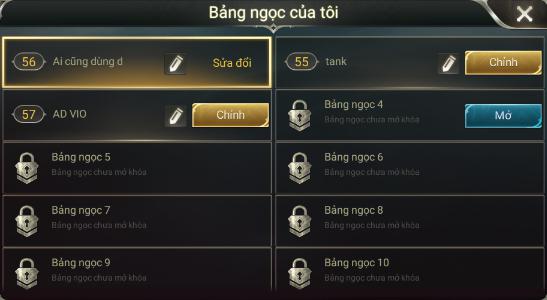 Bảng ngọc của tôi
56 Ai cũng dùng d Sửa đổi
55 tank Chính
57 AD VIO Chính
Bảng ngọc 4
Bảng ngọc chưa mở khóa
Mở
Bảng ngọc 5
Bảng ngọc chưa mở khóa
Bảng ngọc 6
Bảng ngọc chưa mở khóa
Bảng ngọc 7
Bảng ngọc chưa mở khóa
Bảng ngọc 8
Bảng ngọc chưa mở khóa
Bảng ngọc 9
Bảng ngọc chưa mở khóa
Bảng ngọc 10
Bảng ngọc chưa mở khóa